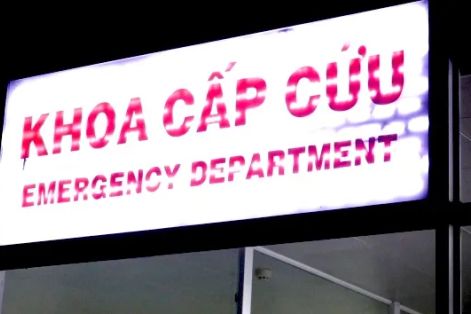 KHOA CẤP CỨU
EMERGENCY DEPARTMENT